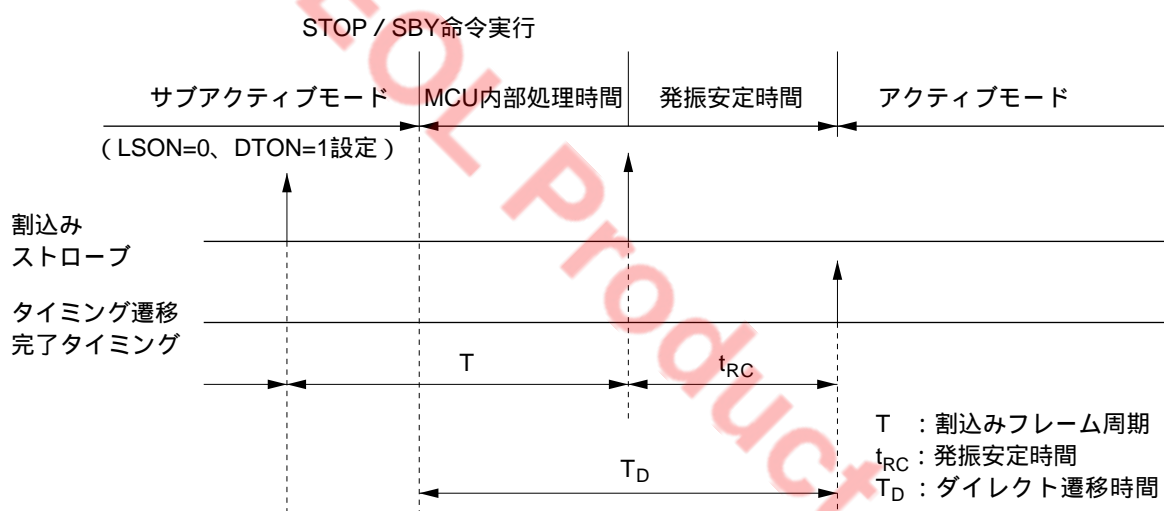 STOP / SBY命令実行
サブアクティブモード
MCU内部処理時間
発振安定時間
アクティブモード
(LSON=0、DTON=1設定)
割込み
ストローブ
タイミング遷移
完了タイミング
T
tRC
T :割込みフレーム周期
tRC:発振安定時間
TD
TD :ダイレクト遷移時間
EOL Product